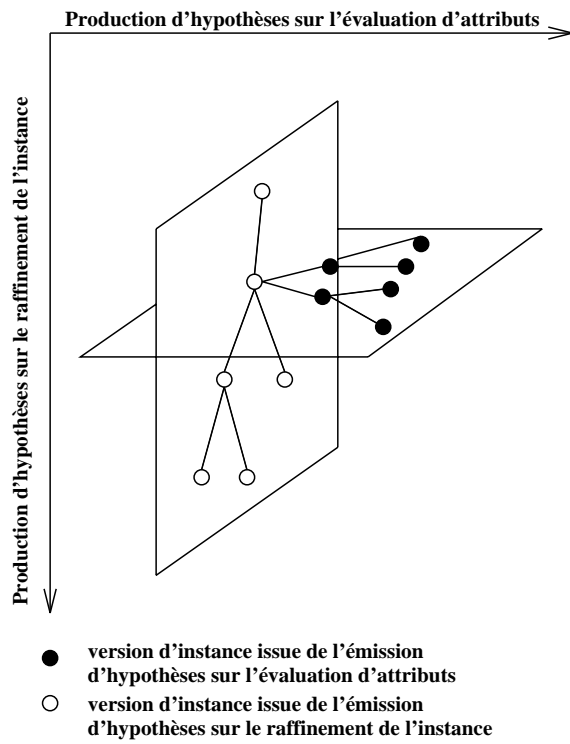 Production d'hypothèses sur l'évaluation d'attributs
Production d'hypothèses sur le raffinement de l'instance
version d'instance issue de l'émission
d'hypothèses sur l'évaluation d'attributs
version d'instance issue de l'émission
d'hypothèses sur le raffinement de l'instance